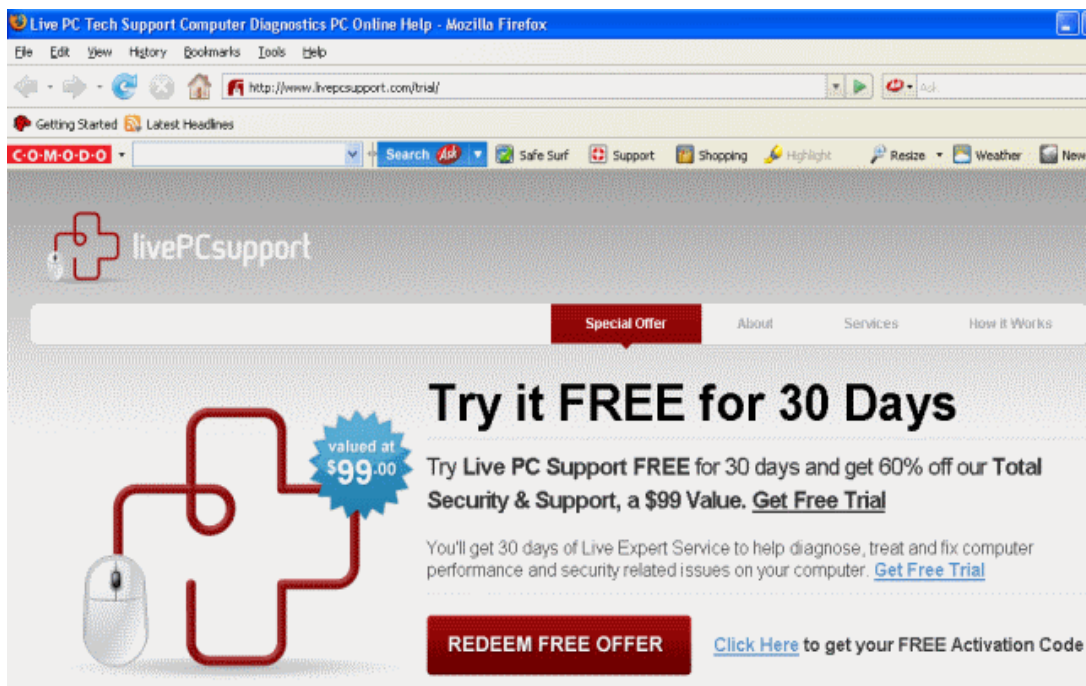 Live PC Tech Support Computer Diagnostics PC Online Help - Mozilla Firefox
File Edit View History Bookmarks Tools Help
http://www.livepcsupport.com/trial/ Ask
Getting Started Latest Headlines
C·O·M·O·D·O Search Ask Safe Surf Support Shopping Highlight Resize Weather New
livePCsupport
Special Offer About Services How it Works
Try it FREE for 30 Days
valued at
$99.00
Try Live PC Support FREE for 30 days and get 60% off our Total
Security & Support, a $99 Value. Get Free Trial
You'll get 30 days of Live Expert Service to help diagnose, treat and fix computer
performance and security related issues on your computer. Get Free Trial
REDEEM FREE OFFER Click Here to get your FREE Activation Code